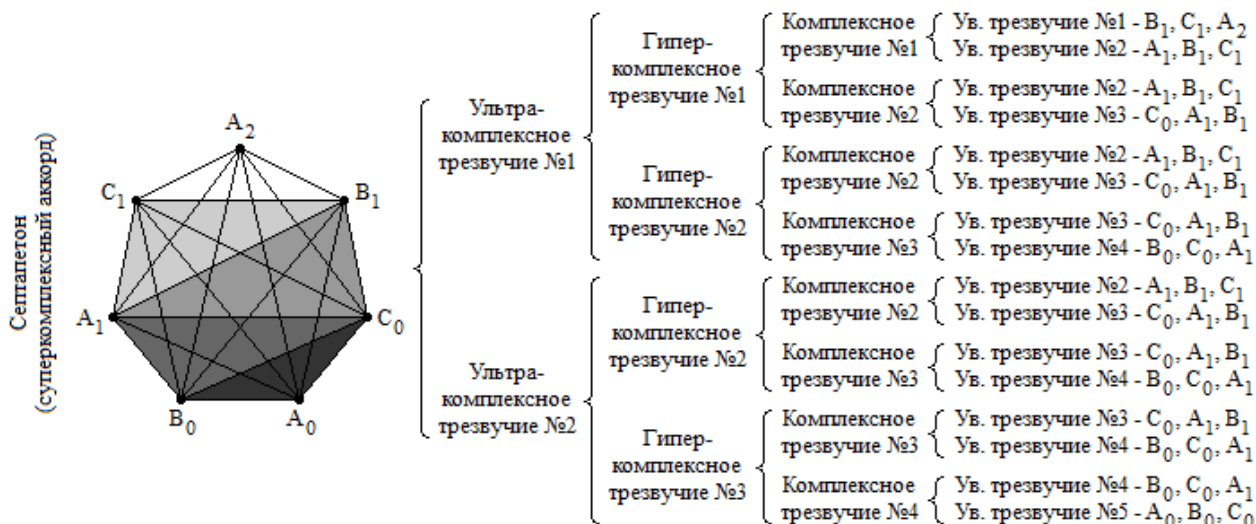 Септапетон
(суперкомплексный аккорд)
A2
C1
B1
A1
C0
B0
A0
Ультра-
комплексное
трезвучие №1
Ультра-
комплексное
трезвучие №2
Гипер-
комплексное
трезвучие №1
Гипер-
комплексное
трезвучие №2
Гипер-
комплексное
трезвучие №2
Гипер-
комплексное
трезвучие №3
Комплексное
трезвучие №1
Ув. трезвучие №1 - B1, C1, A2
Ув. трезвучие №2 - A1, B1, C1
Комплексное
трезвучие №2
Ув. трезвучие №2 - A1, B1, C1
Ув. трезвучие №3 - C0, A1, B1
Комплексное
трезвучие №2
Ув. трезвучие №2 - A1, B1, C1
Ув. трезвучие №3 - C0, A1, B1
Комплексное
трезвучие №3
Ув. трезвучие №3 - C0, A1, B1
Ув. трезвучие №4 - B0, C0, A1
Комплексное
трезвучие №2
Ув. трезвучие №2 - A1, B1, C1
Ув. трезвучие №3 - C0, A1, B1
Комплексное
трезвучие №3
Ув. трезвучие №3 - C0, A1, B1
Ув. трезвучие №4 - B0, C0, A1
Комплексное
трезвучие №3
Ув. трезвучие №3 - C0, A1, B1
Ув. трезвучие №4 - B0, C0, A1
Комплексное
трезвучие №4
Ув. трезвучие №4 - B0, C0, A1
Ув. трезвучие №5 - A0, B0, C0